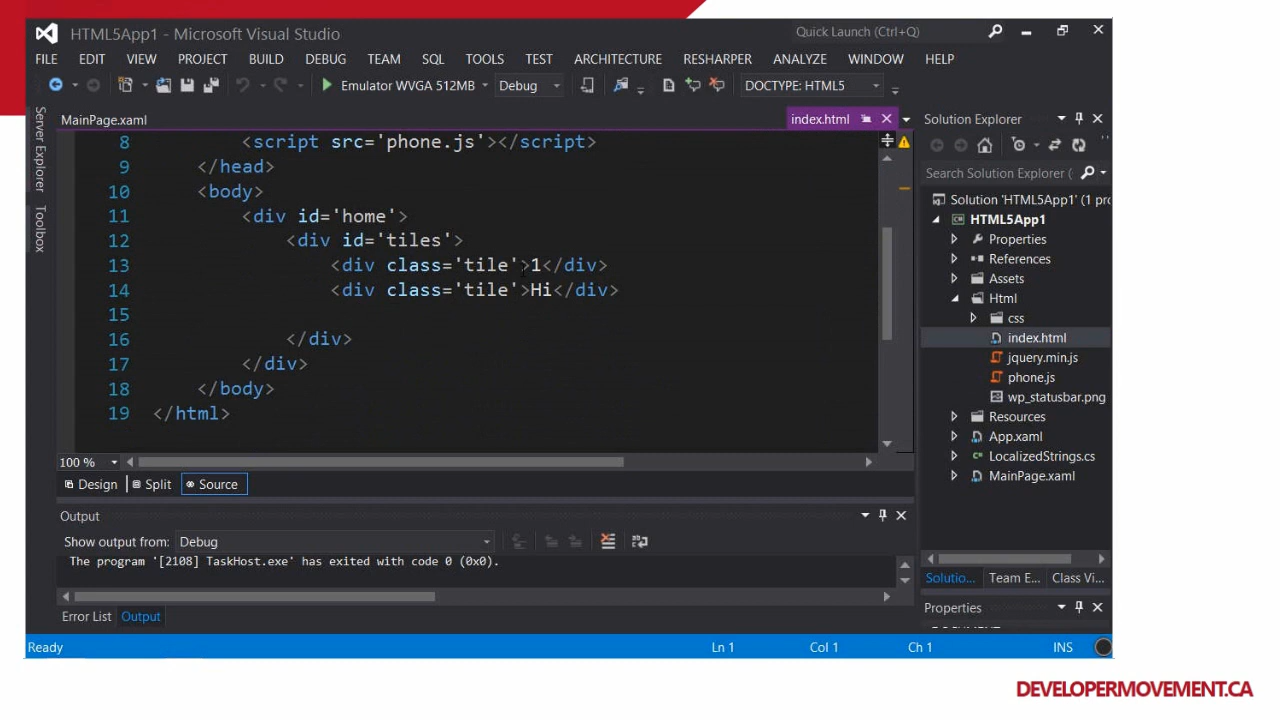 HTML5App1 - Microsoft Visual Studio
Quick Launch (Ctrl+Q)
FILE EDIT VIEW PROJECT BUILD DEBUG TEAM SQL TOOLS TEST ARCHITECTURE RESHARPER ANALYZE WINDOW HELP
Emulator WVGA 512MB Debug DOCTYPE: HTML5
Server Explorer
Toolbox
MainPage.xaml
index.html
8 <script src='phone.js'></script>
9 </head>
10 <body>
11 <div id='home'>
12 <div id='tiles'>
13 <div class='tile'>1</div>
14 <div class='tile'>Hi</div>
15
16 </div>
17 </div>
18 </body>
19 </html>
100 %
Design Split Source
Output
Show output from: Debug
The program '[2108] TaskHost.exe' has exited with code 0 (0x0).
Error List Output
Solution Explorer
Search Solution Explorer (
Solution 'HTML5App1' (1 pro
HTML5App1
Properties
References
Assets
Html
css
index.html
jquery.min.js
phone.js
wp_statusbar.png
Resources
App.xaml
LocalizedStrings.cs
MainPage.xaml
Solutio... Team E... Class Vi...
Properties
Ready Ln 1 Col 1 Ch 1 INS
DEVELOPERMOVEMENT.CA